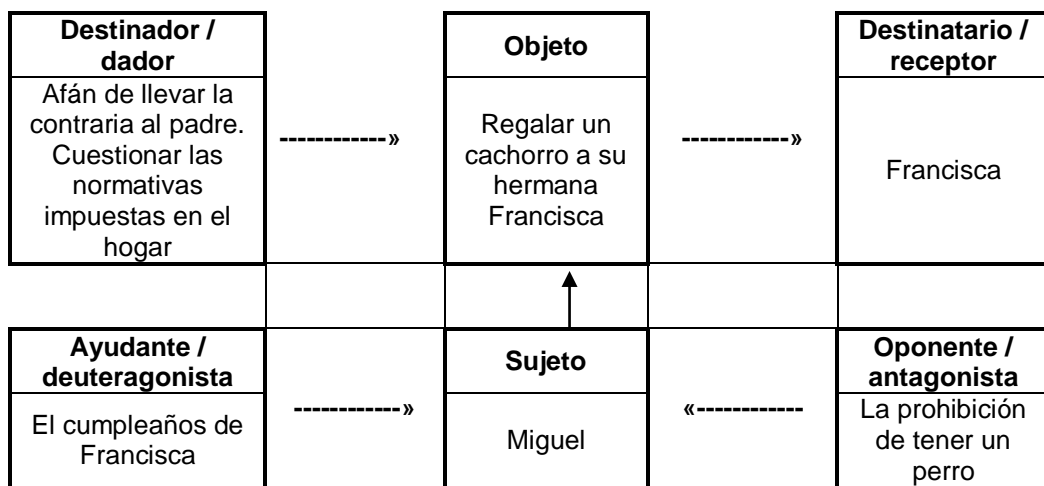 Destinador /
dador
Afán de llevar la
contraria al padre.
Cuestionar las
normativas
impuestas en el
hogar
------------»
Objeto
Regalar un
cachorro a su
hermana
Francisca
------------»
Destinatario /
receptor
Francisca
Ayudante /
deuteragonista
El cumpleaños de
Francisca
------------»
Sujeto
Miguel
«------------
Oponente /
antagonista
La prohibición
de tener un
perro